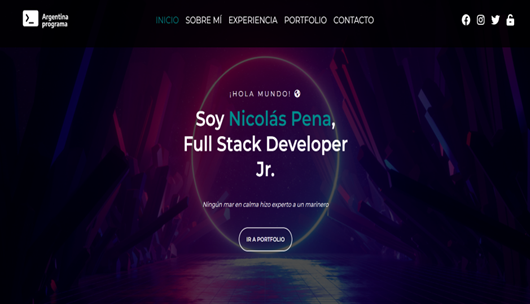 Argentina
programa
INICIO SOBRE MÍ EXPERIENCIA PORTFOLIO CONTACTO
¡HOLA MUNDO!
Soy Nicolás Pena,
Full Stack Developer
Jr.
Ningún mar en calma hizo experto a un marinero
IR A PORTFOLIO